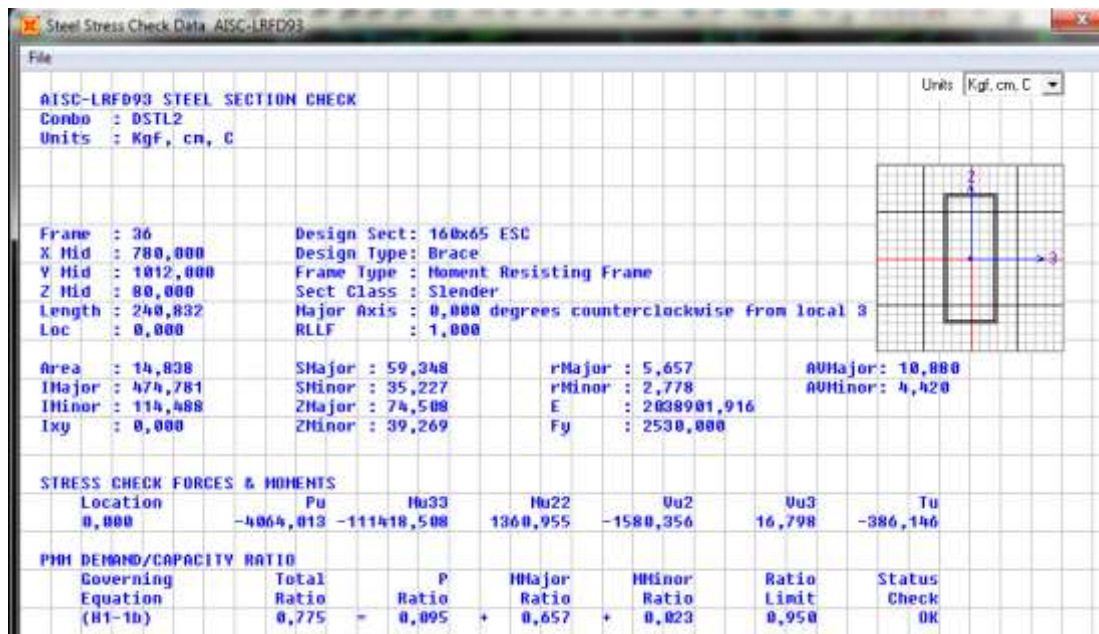 Steel Stress Check Data AISC-LRFD93
File
Units Kgf, cm, C
AISC-LRFD93 STEEL SECTION CHECK
Combo : DSTL2
Units : Kgf, cm, C
2
3
Frame : 36 Design Sect: 160x65 ESC
X Mid : 780,000 Design Type: Brace
Y Mid : 1012,000 Frame Type : Moment Resisting Frame
Z Mid : 80,000 Sect Class : Slender
Length : 240,832 Major Axis : 0,000 degrees counterclockwise from local 3
Loc : 0,000 RLLF : 1,000
Area : 14,838 SMajor : 59,348 rMajor : 5,657 AVMajor: 10,880
IMajor : 474,781 SMinor : 35,227 rMinor : 2,778 AVMinor: 4,420
IMinor : 114,488 ZMajor : 74,508 E : 2038901,916
Ixy : 0,000 ZMinor : 39,269 Fy : 2530,000
STRESS CHECK FORCES & MOMENTS
Location Pu Mu33 Mu22 Vu2 Vu3 Tu
0,000 -4064,013 -111418,508 1360,955 -1580,356 16,798 -386,146
PMM DEMAND/CAPACITY RATIO
Governing Total P MMajor MMinor Ratio Status
Equation Ratio Ratio Ratio Ratio Limit Check
(H1-1b) 0,775 = 0,095 + 0,657 + 0,023 0,950 OK